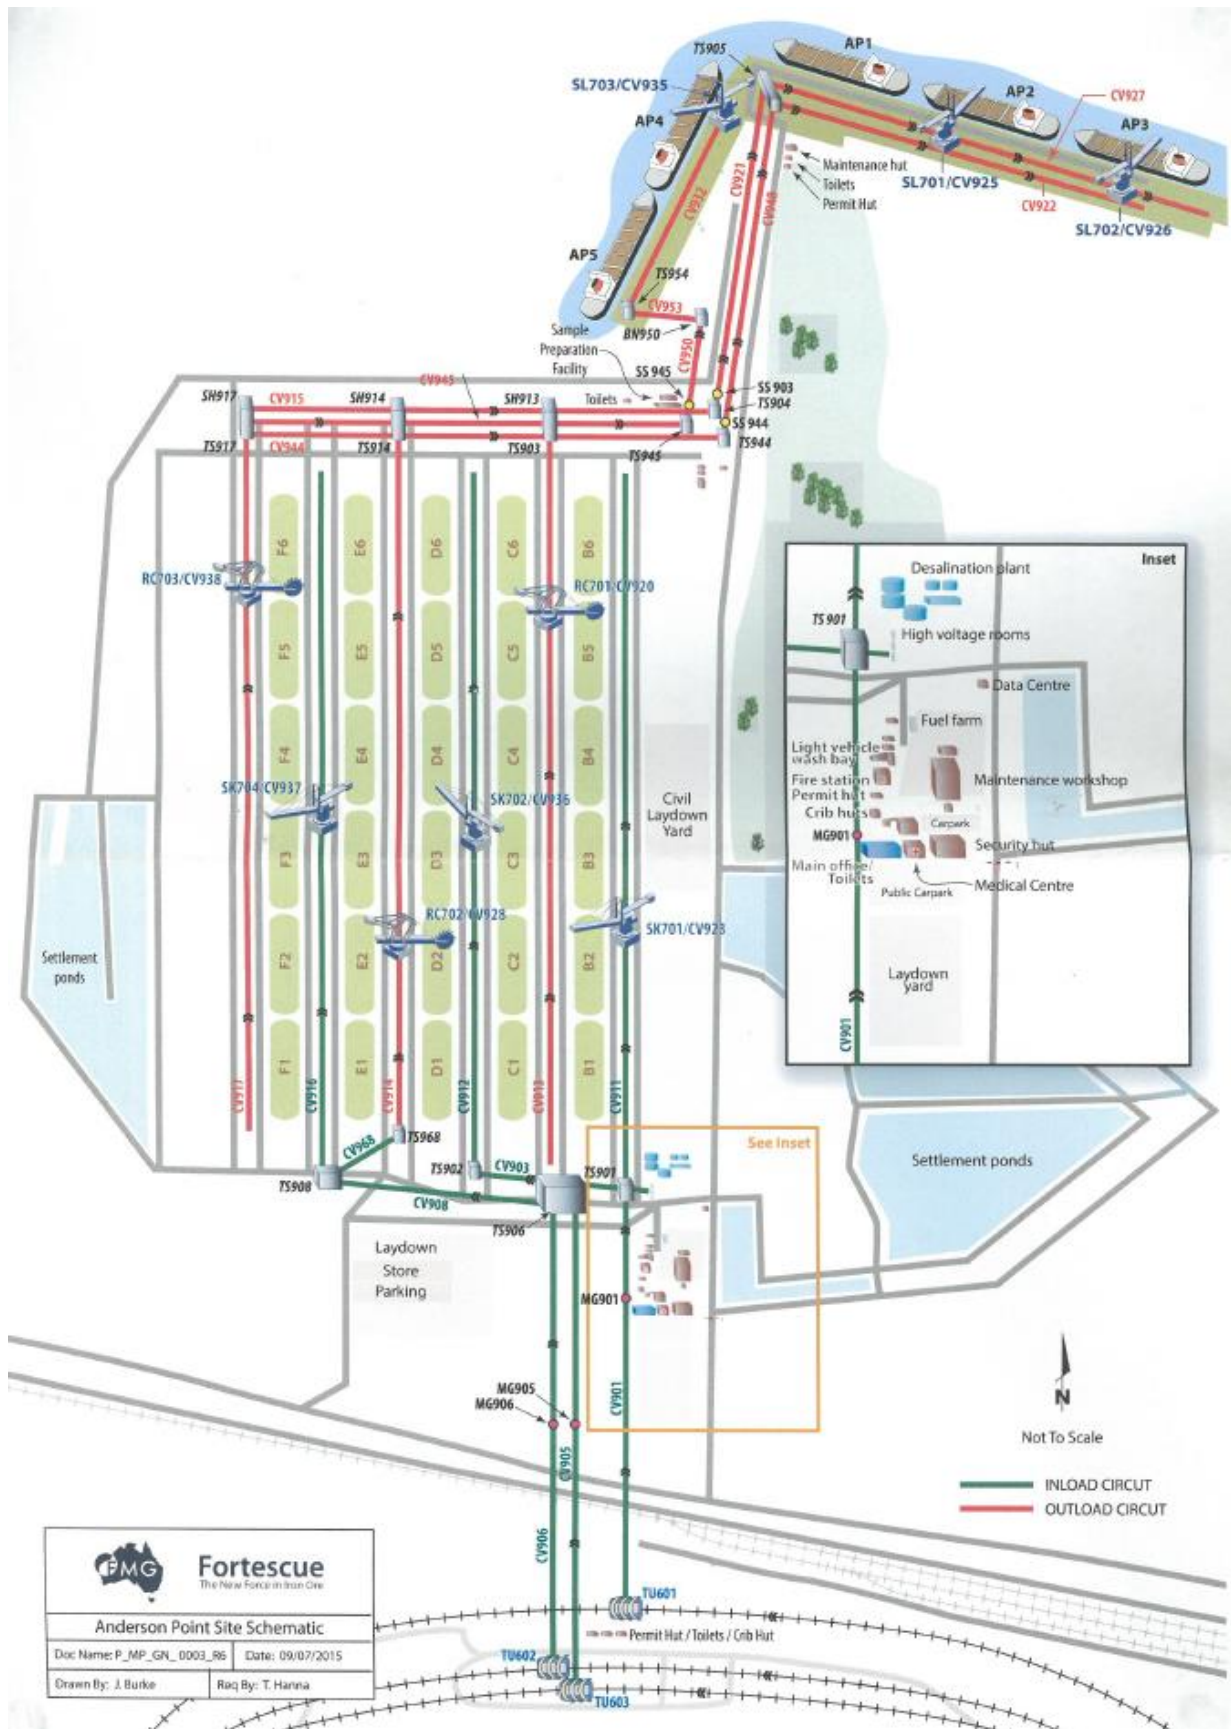 AP1
TS905
SL703/CV935
AP2
CV927
AP4
AP3
Maintenance hut
Toilets
Permit Hut
CV921
CV948
CV932
SL701/CV925
CV922
SL702/CV926
AP5
TS954
CV953
BN950
Sample
Preparation
Facility
CV950
SS 945
CV945
SS 903
SH917
CV915
SH914
SH913
Toilets
TS904
SS 944
TS917
CV944
TS914
TS903
TS945
TS944
F6
E6
D6
C6
B6
RC703/CV938
RC701/CV920
F5
E5
D5
C5
B5
F4
E4
D4
C4
B4
SK704/CV937
SK702/CV936
Civil
Laydown
Yard
F3
E3
D3
C3
B3
RC702/CV928
SK701/CV923
F2
E2
D2
C2
B2
Settlement
ponds
F1
E1
D1
C1
B1
CV917
CV916
CV914
CV912
CV913
CV911
Inset
Desalination plant
TS 901
High voltage rooms
Data Centre
Fuel farm
Light vehicle
wash bay
Fire station
Maintenance workshop
Permit hut
Crib huts
Carpark
MG901
Security hut
Main office/
Toilets
Medical Centre
Public Carpark
Laydown
yard
CV901
TS968
CV968
See Inset
TS902
CV903
TS901
Settlement ponds
TS908
CV908
TS906
Laydown
Store
Parking
MG901
MG905
MG906
CV901
N
Not To Scale
CV905
INLOAD CIRCUT
OUTLOAD CIRCUT
CV906
FMG
Fortescue
The New Force in Iron Ore
TU601
Anderson Point Site Schematic
Permit Hut / Toilets / Crib Hut
Doc Name: P_MP_GN_ 0003_R6
Date: 09/07/2015
TU602
Drawn By: J. Burke
Req By: T. Hanna
TU603